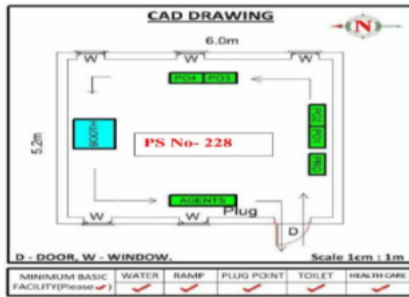 CAD DRAWING
N
6.0m
W W W
PO4 PO3
5.2m
BOOTH
PS No- 228
PO2
PO1
PRO
AGENTS
Plug
W W
D
D - DOOR, W - WINDOW. Scale 1cm : 1m
MINIMUM BASIC FACILITY(Please✓) WATER RAMP PLUG POINT TOILET HEALTH CARE